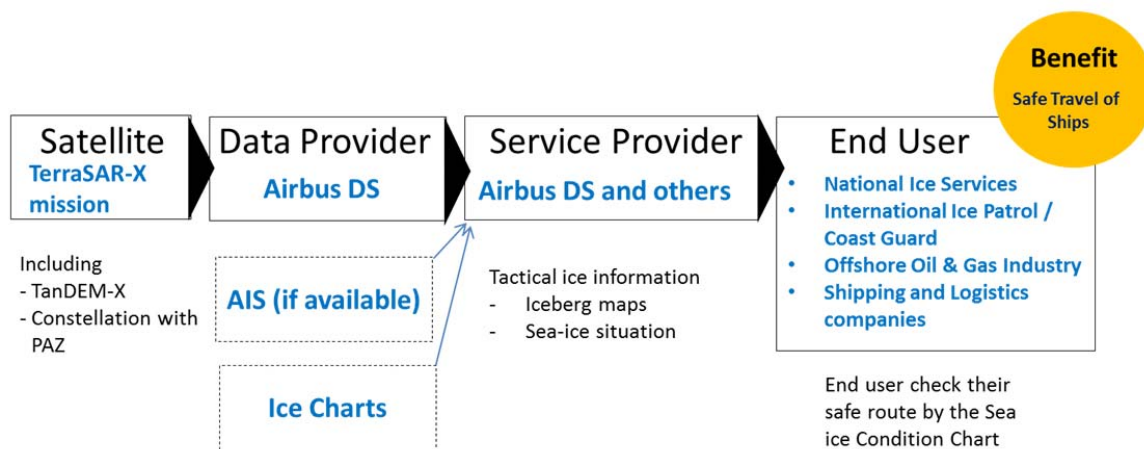 Benefit
Safe Travel of
Ships
Satellite
TerraSAR-X
mission
Data Provider
Airbus DS
Service Provider
Airbus DS and others
End User
• National Ice Services
• International Ice Patrol /
Coast Guard
• Offshore Oil & Gas Industry
• Shipping and Logistics
companies
Including
- TanDEM-X
- Constellation with
PAZ
AIS (if available)
Ice Charts
Tactical ice information
- Iceberg maps
- Sea-ice situation
End user check their
safe route by the Sea
ice Condition Chart